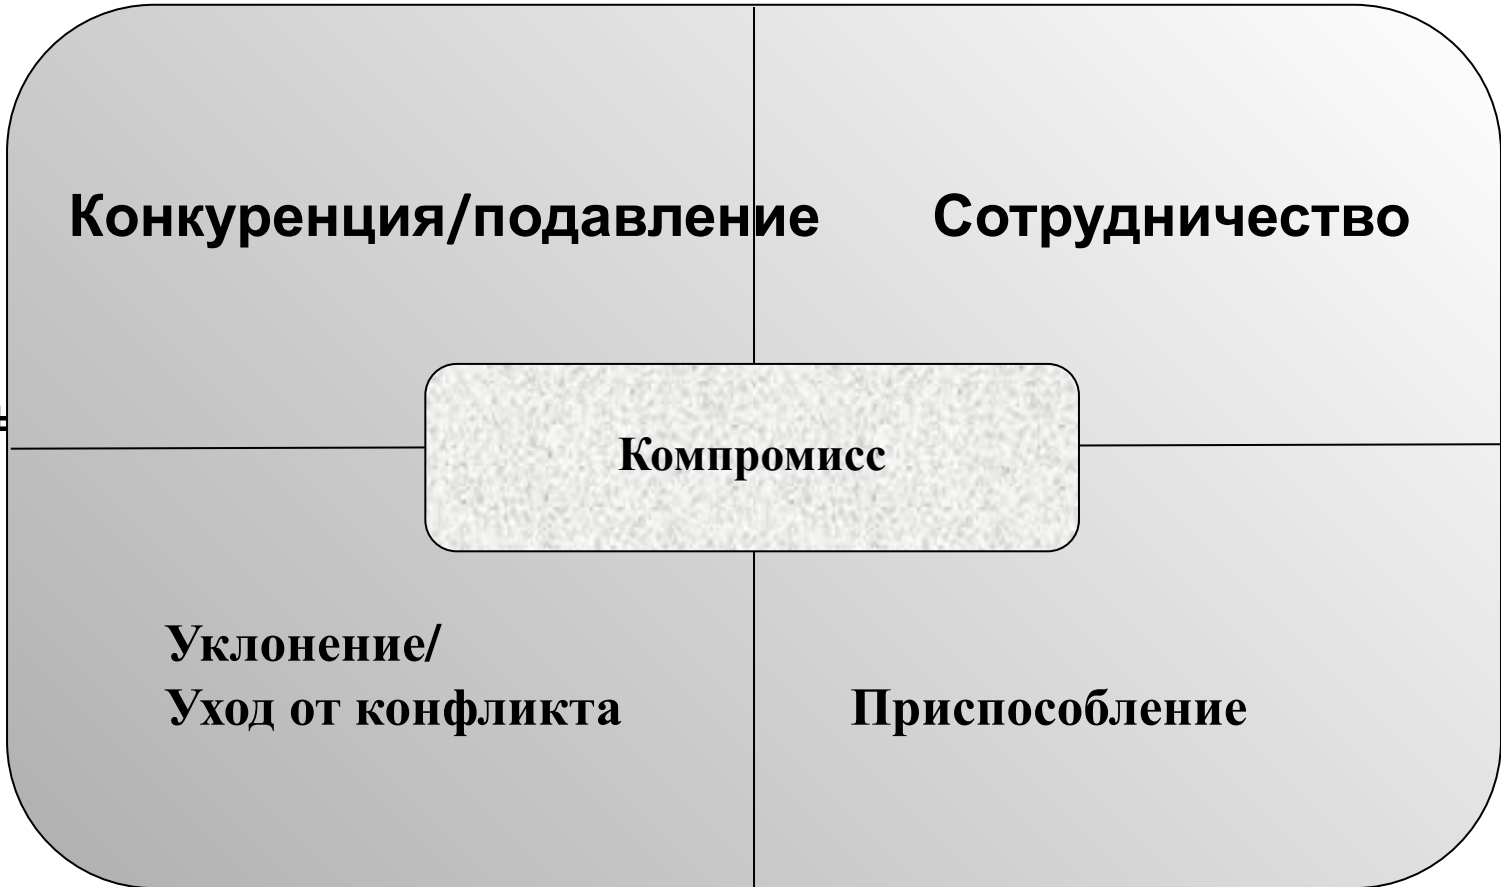 Конкуренция/подавление
Сотрудничество
Компромисс
Уклонение/
Уход от конфликта
Приспособление